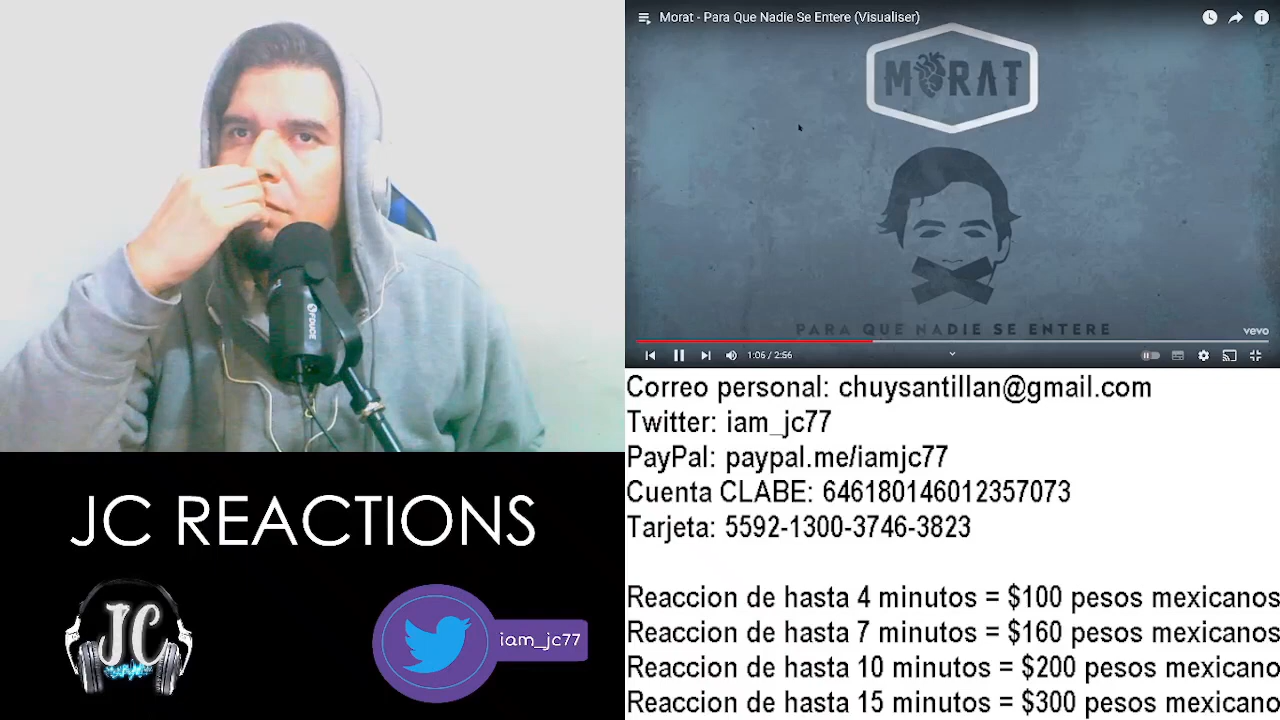 Morat - Para Que Nadie Se Entere (Visualiser)
MORAT
PARA QUE NADIE SE ENTERE
vevo
1:06 / 2:56
FDUCE
Correo personal: chuysantillan@gmail.com
Twitter: iam_jc77
PayPal: paypal.me/iamjc77
Cuenta CLABE: 646180146012357073
Tarjeta: 5592-1300-3746-3823
Reaccion de hasta 4 minutos = $100 pesos mexicanos
Reaccion de hasta 7 minutos = $160 pesos mexicanos
Reaccion de hasta 10 minutos = $200 pesos mexicano
Reaccion de hasta 15 minutos = $300 pesos mexicano
JC REACTIONS
JC
iam_jc77